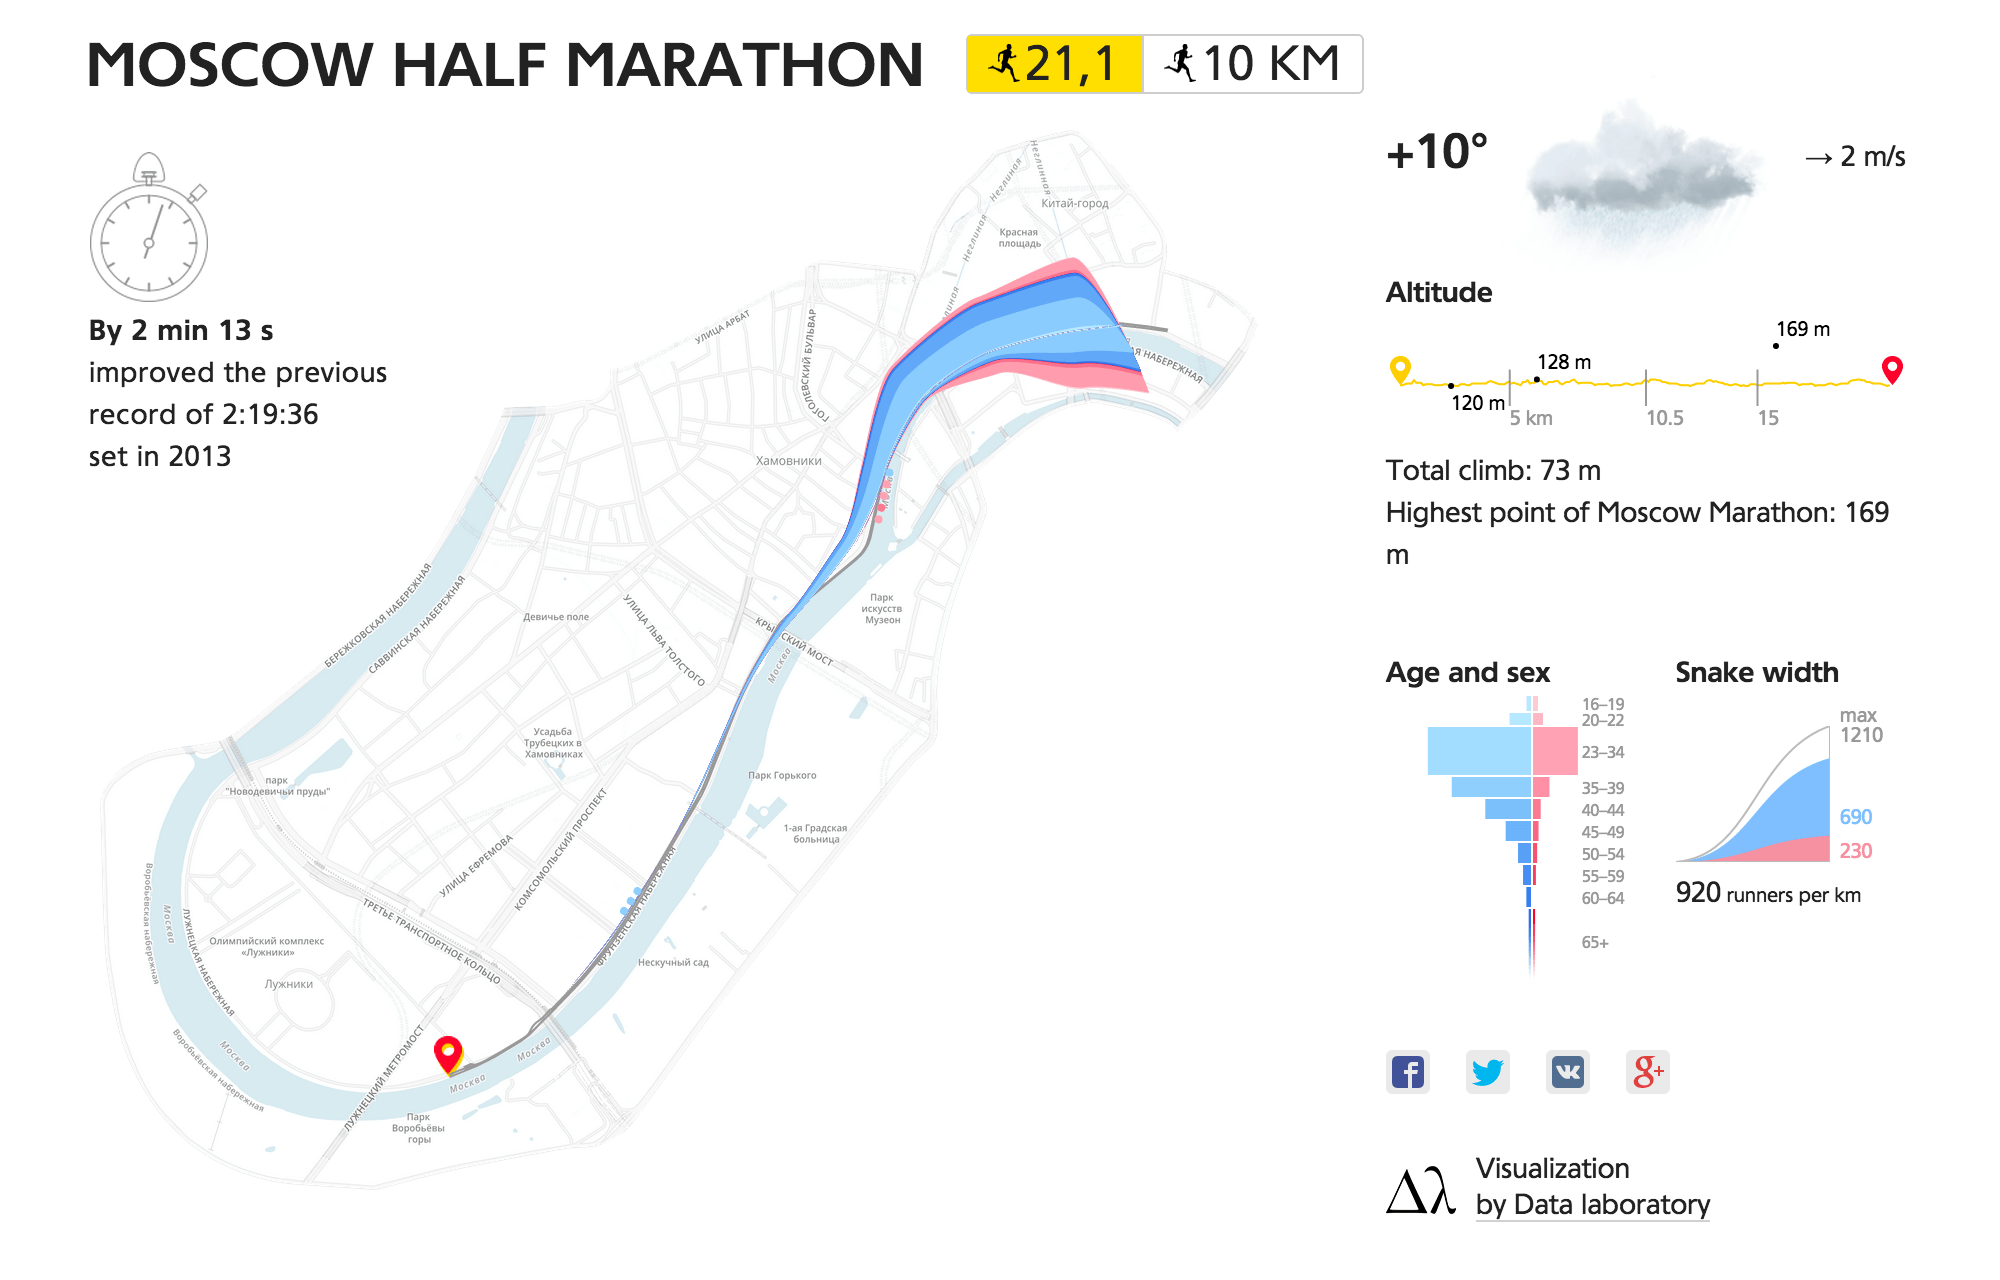 MOSCOW HALF MARATHON
21,1
10 KM
By 2 min 13 s
improved the previous
record of 2:19:36
set in 2013
+10°
→ 2 m/s
Altitude
169 m
128 m
120 m
5 km
10.5
15
Total climb: 73 m
Highest point of Moscow Marathon: 169
m
Age and sex
16–19
20–22
23–34
35–39
40–44
45–49
50–54
55–59
60–64
65+
Snake width
max
1210
690
230
920 runners per km
Visualization
by Data laboratory
Неглиная
Неглинная
Китай-город
Красная
площадь
Неглиная
УЛИЦА АРБАТ
ГОГОЛЕВСКИЙ БУЛЬВАР
НАБЕРЕЖНАЯ
Хамовники
БЕРЕЖКОВСКАЯ НАБЕРЕЖНАЯ
САВВИНСКАЯ НАБЕРЕЖНАЯ
Девичье поле
УЛИЦА ЛЬВА ТОЛСТОГО
Парк
искусств
Музеон
КРЫМСКИЙ МОСТ
Москва
Усадьба
Трубецких в
Хамовниках
парк
"Новодевичьи пруды"
Парк Горького
1-ая Градская
больница
УЛИЦА ЕФРЕМОВА
КОМСОМОЛЬСКИЙ ПРОСПЕКТ
ФРУНЗЕНСКАЯ НАБЕРЕЖНАЯ
ТРЕТЬЕ ТРАНСПОРТНОЕ КОЛЬЦО
Воробьёвская набережная
Москва
ЛУЖНЕЦКАЯ НАБЕРЕЖНАЯ
Олимпийский комплекс
«Лужники»
Лужники
Нескучный сад
Москва
Воробьёвская набережная
ЛУЖНЕЦКИЙ МЕТРОМОСТ
Москва
Москва
Парк
Воробьёвы
горы